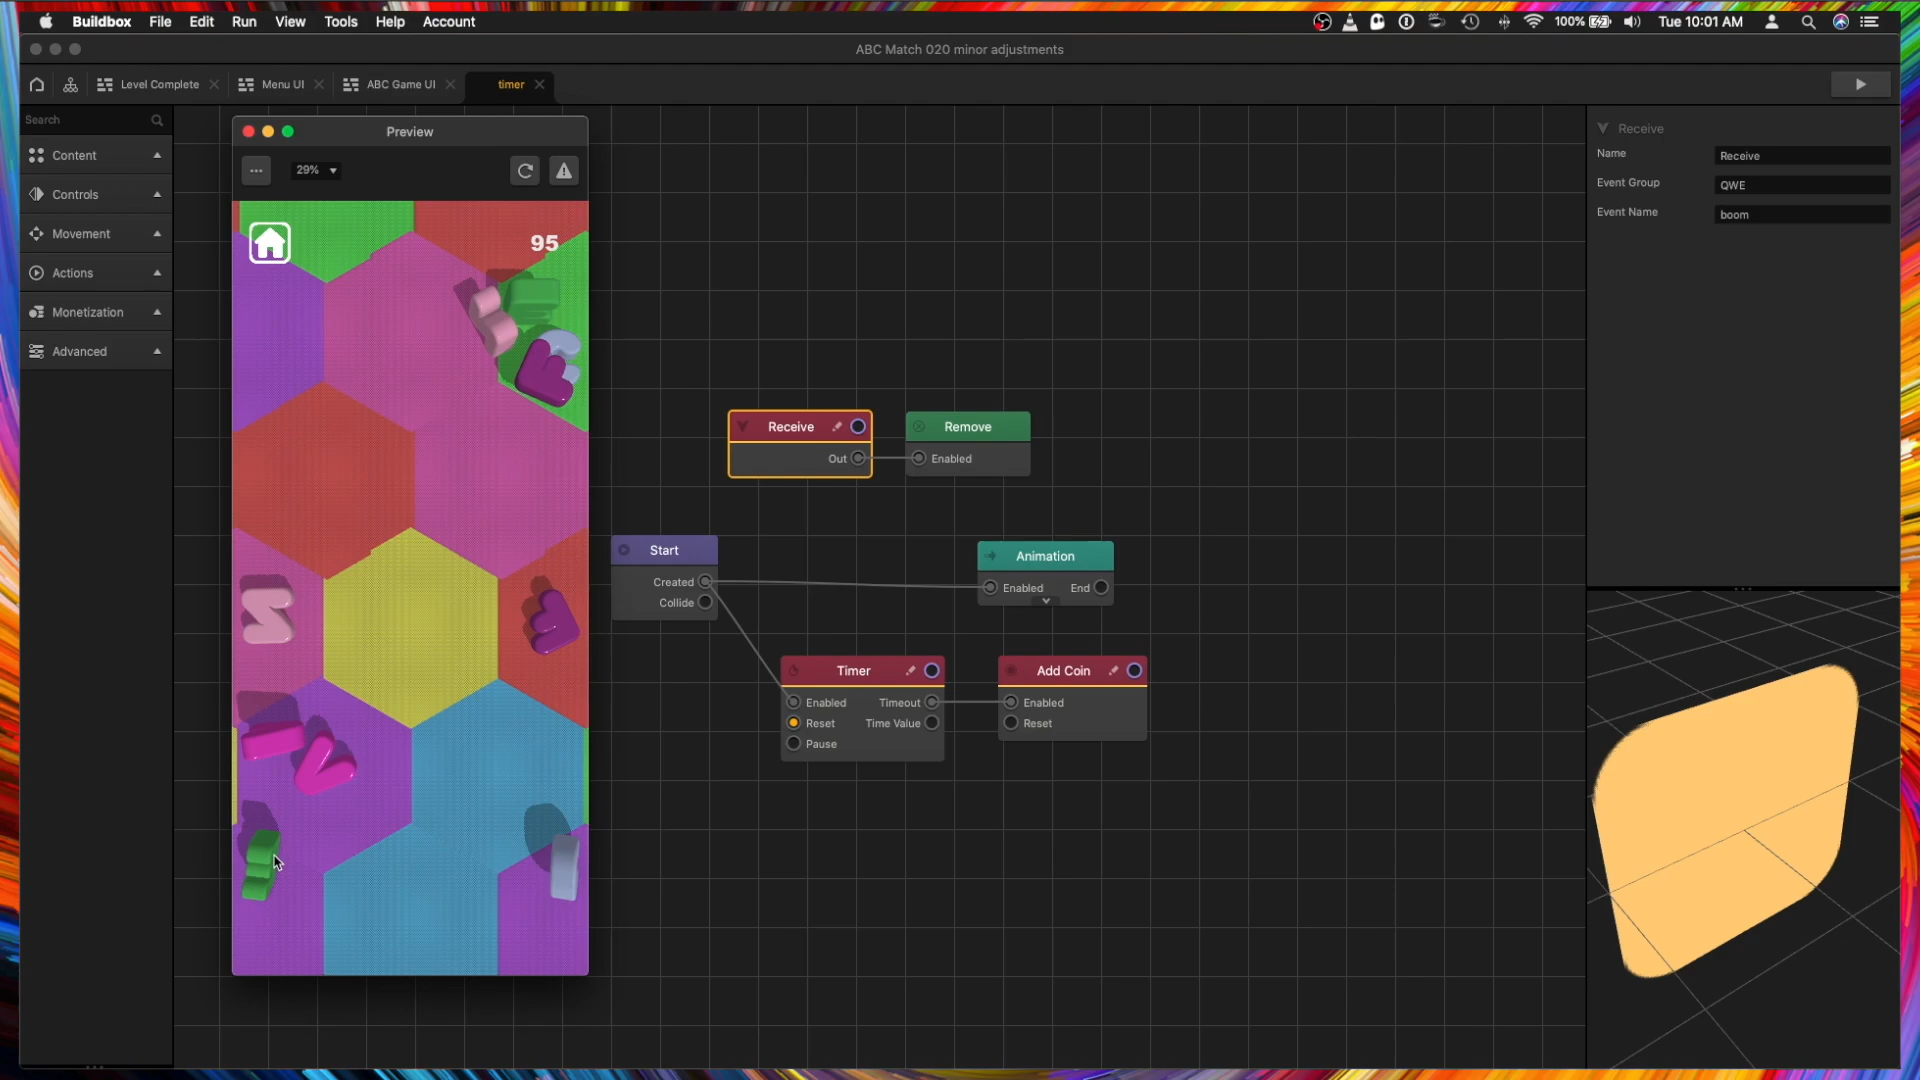 Buildbox File Edit Run View Tools Help Account
100% Tue 10:01 AM
ABC Match 020 minor adjustments
Level Complete Menu UI ABC Game UI timer
Search
Content
Controls
Movement
Actions
Monetization
Advanced
Preview
29%
95
Receive
Out
Remove
Enabled
Start
Created
Collide
Animation
Enabled End
Timer
Enabled Timeout
Reset Time Value
Pause
Add Coin
Enabled
Reset
Receive
Name Receive
Event Group QWE
Event Name boom